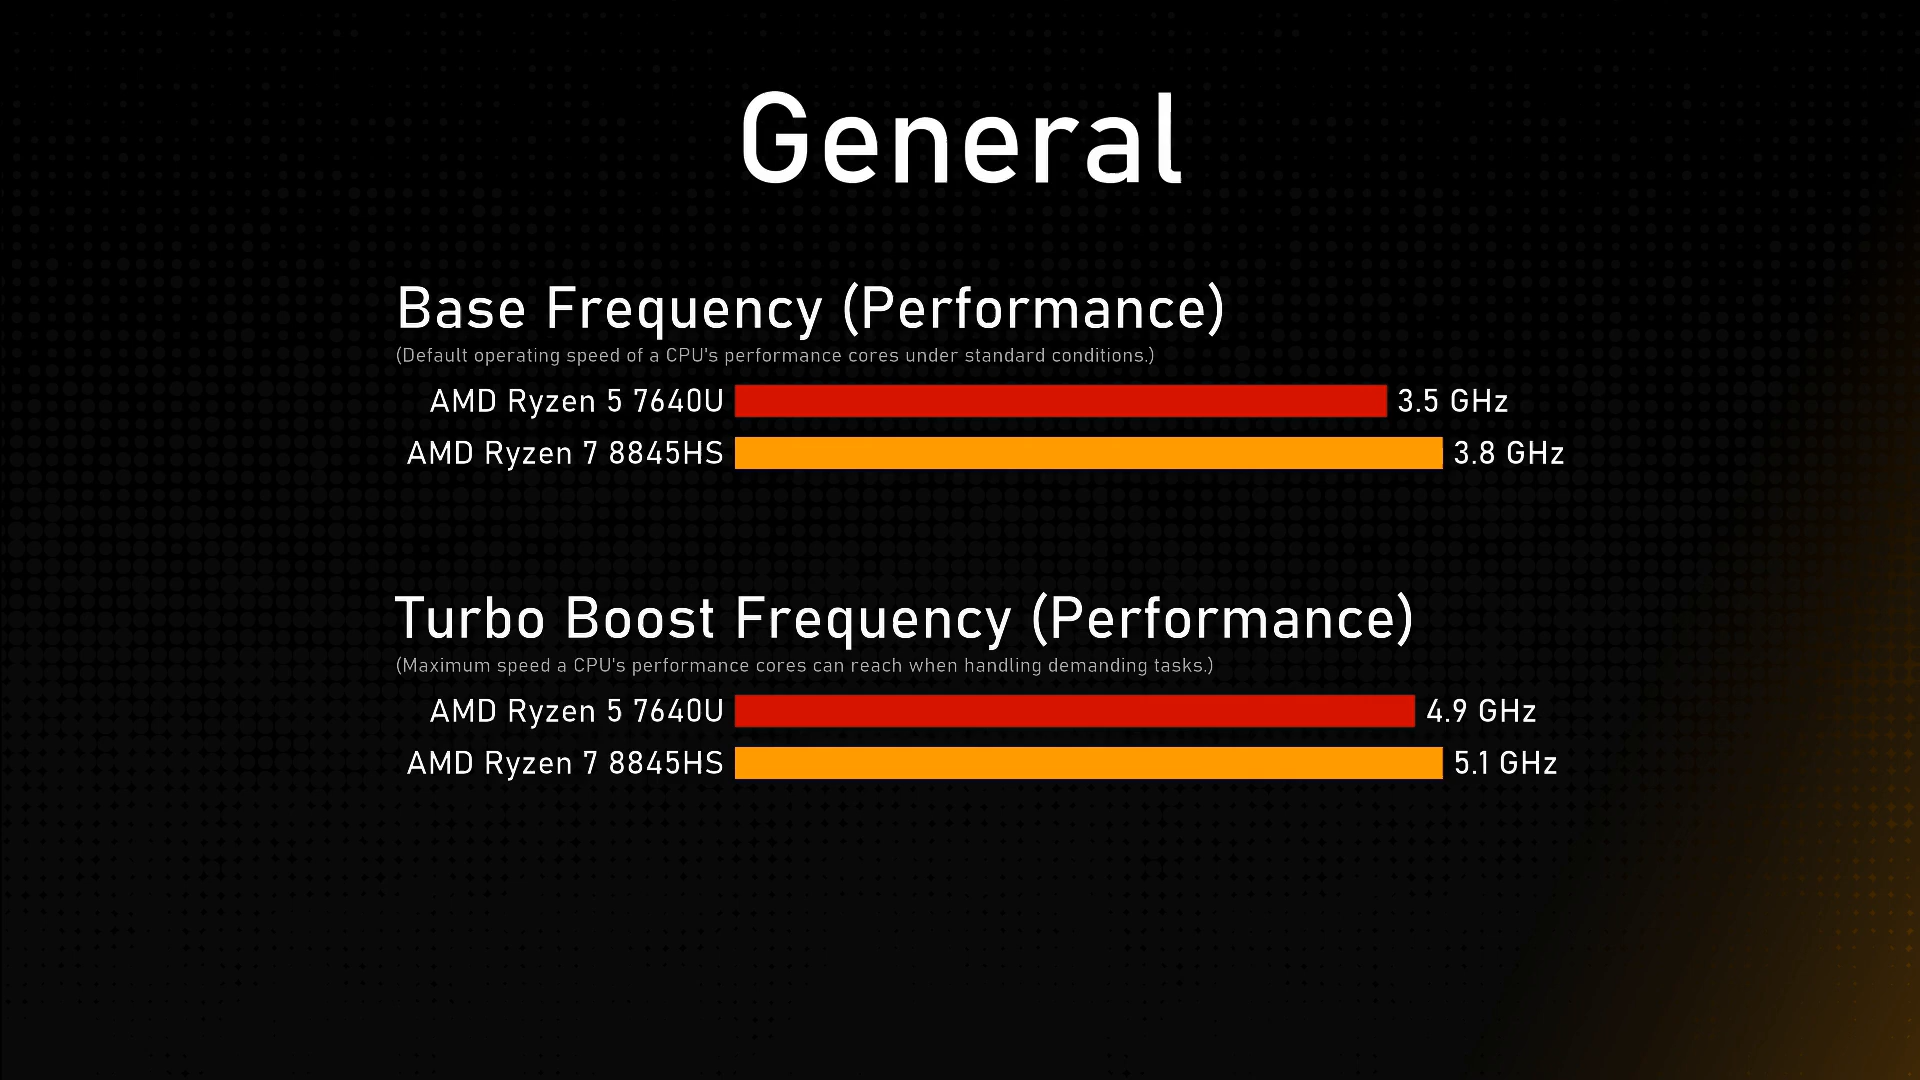 General
Base Frequency (Performance)
(Default operating speed of a CPU's performance cores under standard conditions.)
AMD Ryzen 5 7640U 3.5 GHz
AMD Ryzen 7 8845HS 3.8 GHz
Turbo Boost Frequency (Performance)
(Maximum speed a CPU's performance cores can reach when handling demanding tasks.)
AMD Ryzen 5 7640U 4.9 GHz
AMD Ryzen 7 8845HS 5.1 GHz